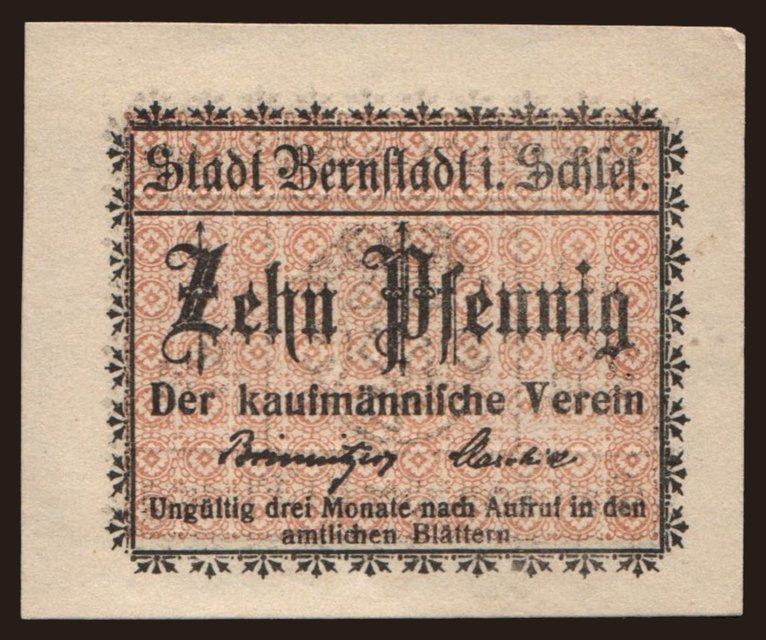 Stadt Bernstadt i. Schles.
Zehn Pfennig
Der kaufmännische Verein
Ungültig drei Monate nach Aufruf in den
amtlichen Blättern